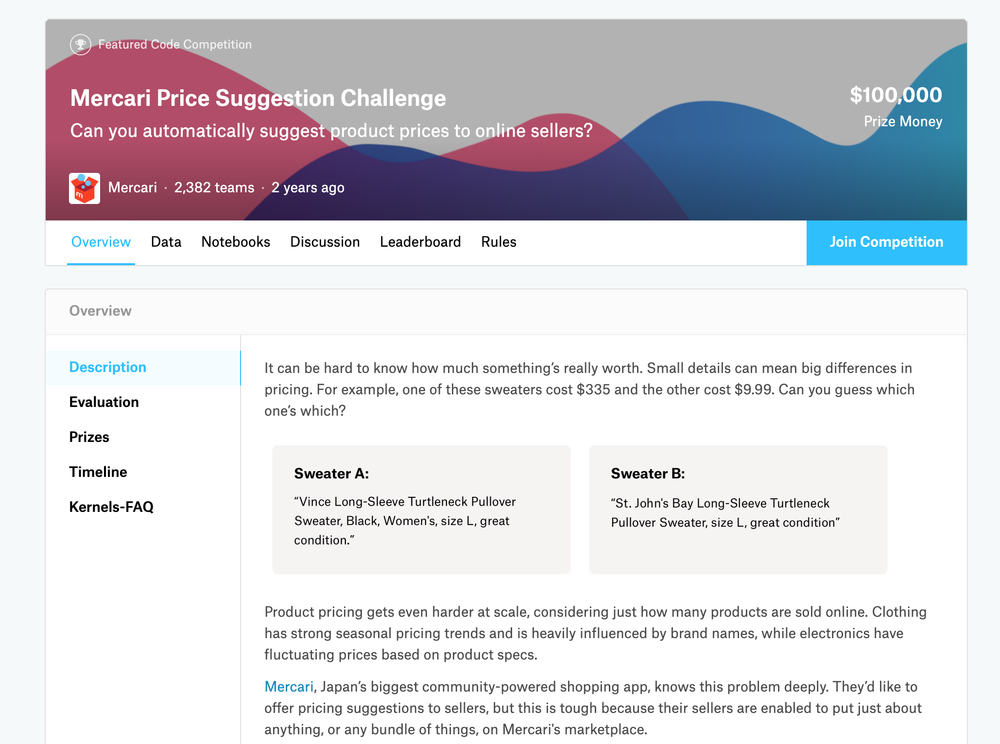 Featured Code Competition
Mercari Price Suggestion Challenge
$100,000
Can you automatically suggest product prices to online sellers?
Prize Money
m
Mercari · 2,382 teams · 2 years ago
Overview Data Notebooks Discussion Leaderboard Rules Join Competition
Overview
Description
Evaluation
Prizes
Timeline
Kernels-FAQ
It can be hard to know how much something’s really worth. Small details can mean big differences in
pricing. For example, one of these sweaters cost $335 and the other cost $9.99. Can you guess which
one’s which?
Sweater A:
“Vince Long-Sleeve Turtleneck Pullover
Sweater, Black, Women's, size L, great
condition.”
Sweater B:
“St. John's Bay Long-Sleeve Turtleneck
Pullover Sweater, size L, great condition”
Product pricing gets even harder at scale, considering just how many products are sold online. Clothing
has strong seasonal pricing trends and is heavily influenced by brand names, while electronics have
fluctuating prices based on product specs.
Mercari, Japan’s biggest community-powered shopping app, knows this problem deeply. They’d like to
offer pricing suggestions to sellers, but this is tough because their sellers are enabled to put just about
anything, or any bundle of things, on Mercari's marketplace.